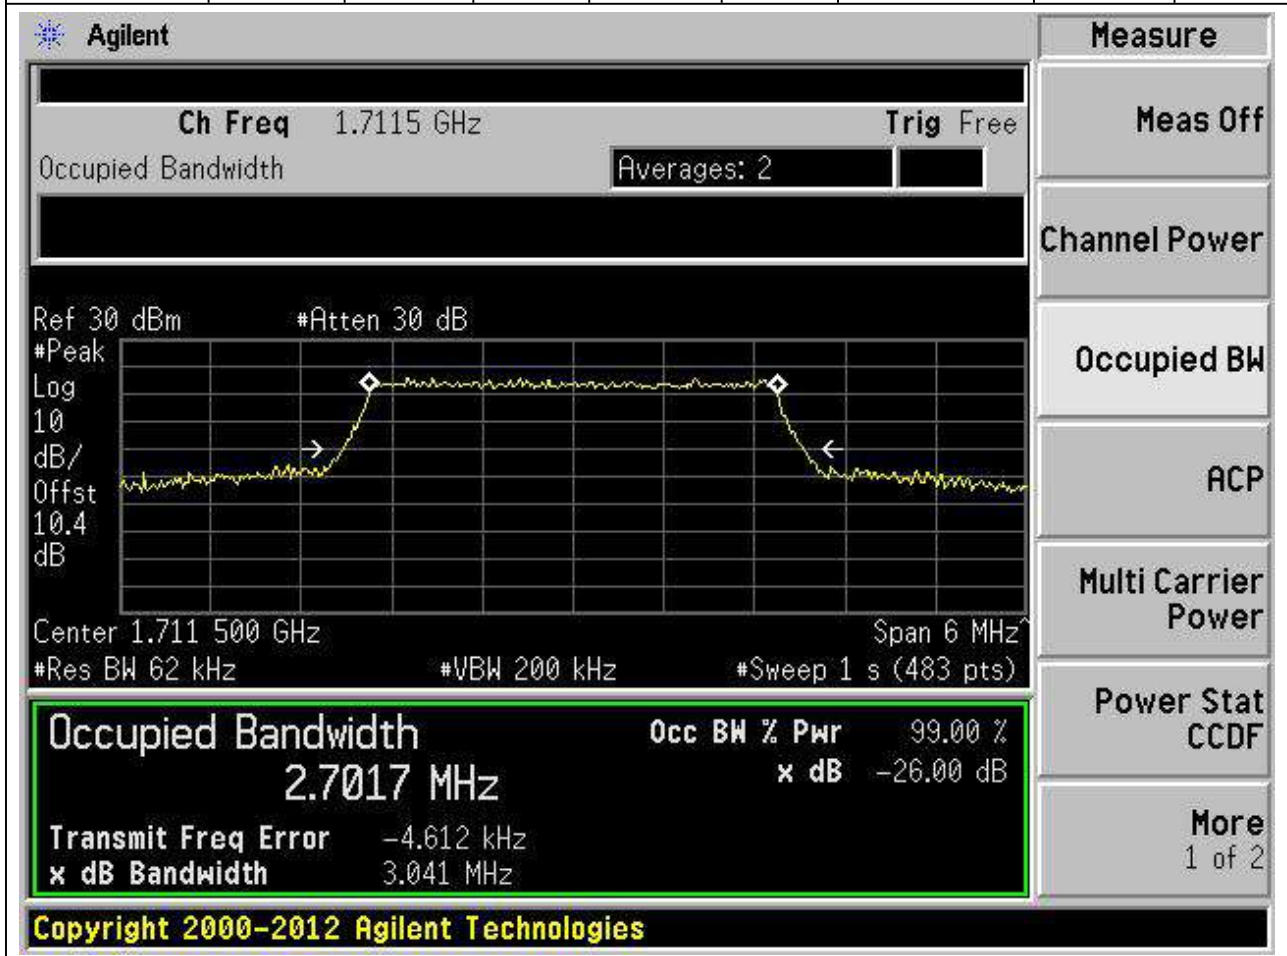 Agilent
Measure
Ch Freq 1.7115 GHz Trig Free
Meas Off
Occupied Bandwidth Averages: 2
Channel Power
Ref 30 dBm #Atten 30 dB
#Peak
Log
10
dB/
Offst
10.4
dB
Occupied BW
ACP
Center 1.711 500 GHz Span 6 MHz^
#Res BW 62 kHz #VBW 200 kHz #Sweep 1 s (483 pts)
Multi Carrier
Power
Occupied Bandwidth Occ BW % Pwr 99.00 %
2.7017 MHz x dB -26.00 dB
Transmit Freq Error -4.612 kHz
x dB Bandwidth 3.041 MHz
Power Stat
CCDF
More
1 of 2
Copyright 2000-2012 Agilent Technologies